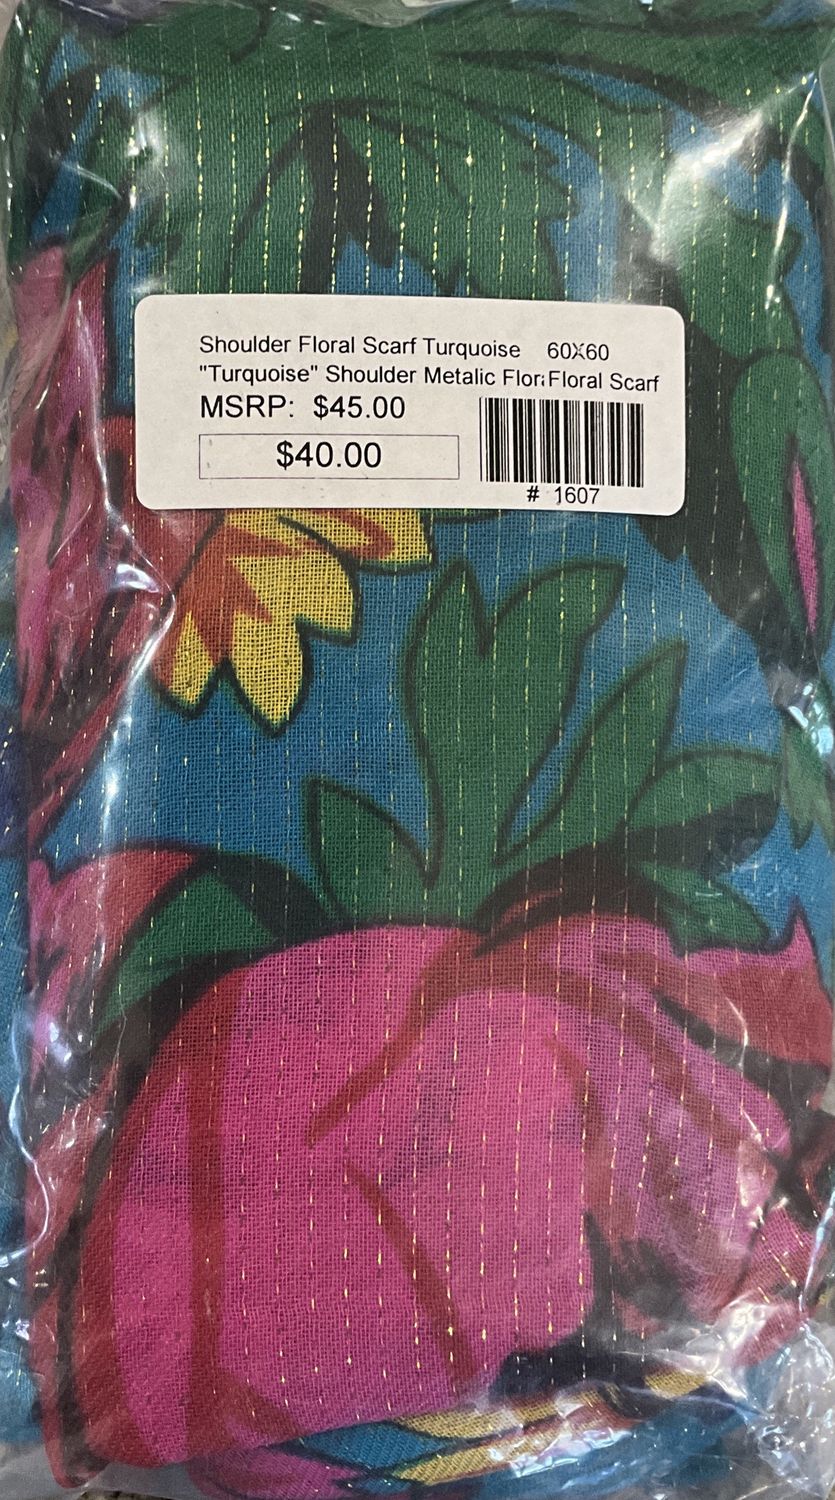 Shoulder Floral Scarf Turquoise 60X60
"Turquoise" Shoulder Metalic Flor Floral Scarf
MSRP: $45.00
$40.00
# 1607